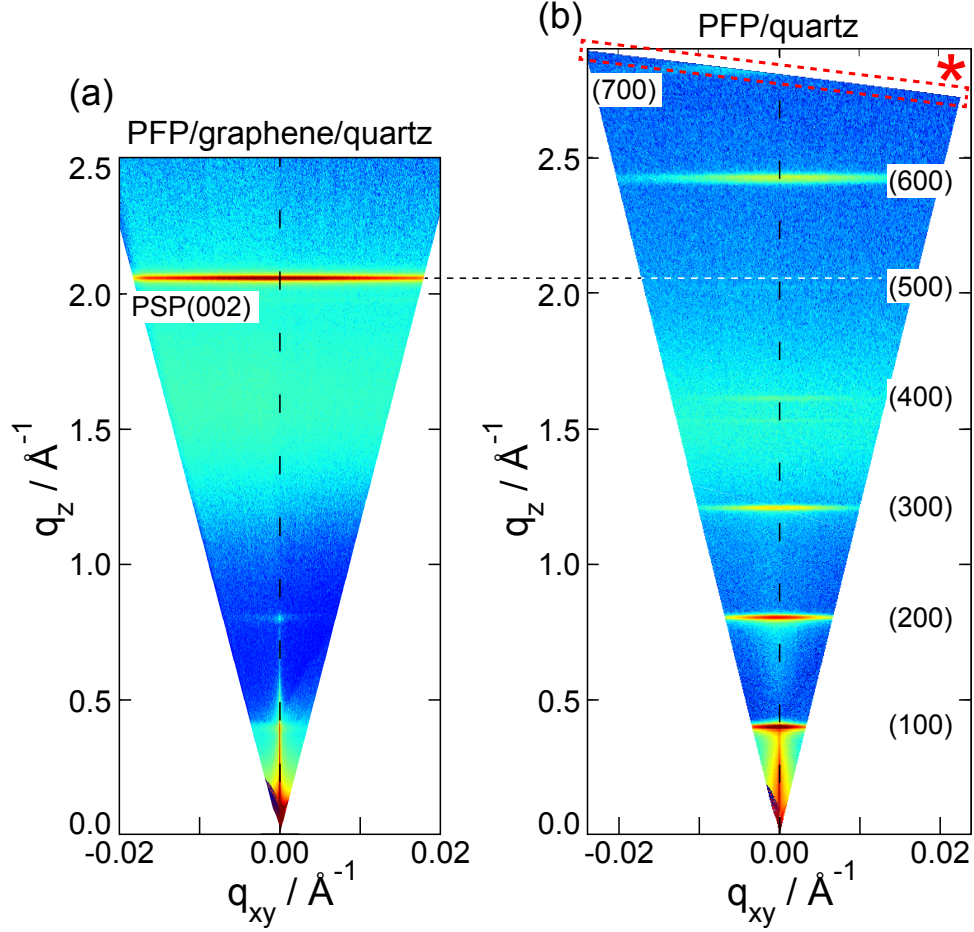 (a)
PFP/graphene/quartz
2.5
2.0
1.5
1.0
0.5
0.0
q_z / Å⁻¹
PSP(002)
-0.02
0.00
0.02
q_xy / Å⁻¹
(b)
PFP/quartz
*
(700)
2.5
2.0
1.5
1.0
0.5
0.0
q_z / Å⁻¹
(600)
(500)
(400)
(300)
(200)
(100)
-0.02
0.00
0.02
q_xy / Å⁻¹